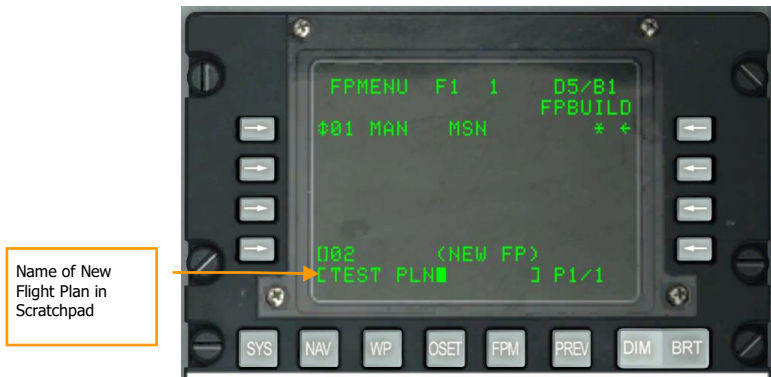 FPMENU F1 1 D5/B1
FPBUILD
↕01 MAN MSN * ←
[]02 (NEW FP)
[TEST PLN█ ] P1/1
Name of New
Flight Plan in
Scratchpad
SYS NAV WP OSET FPM PREV DIM BRT